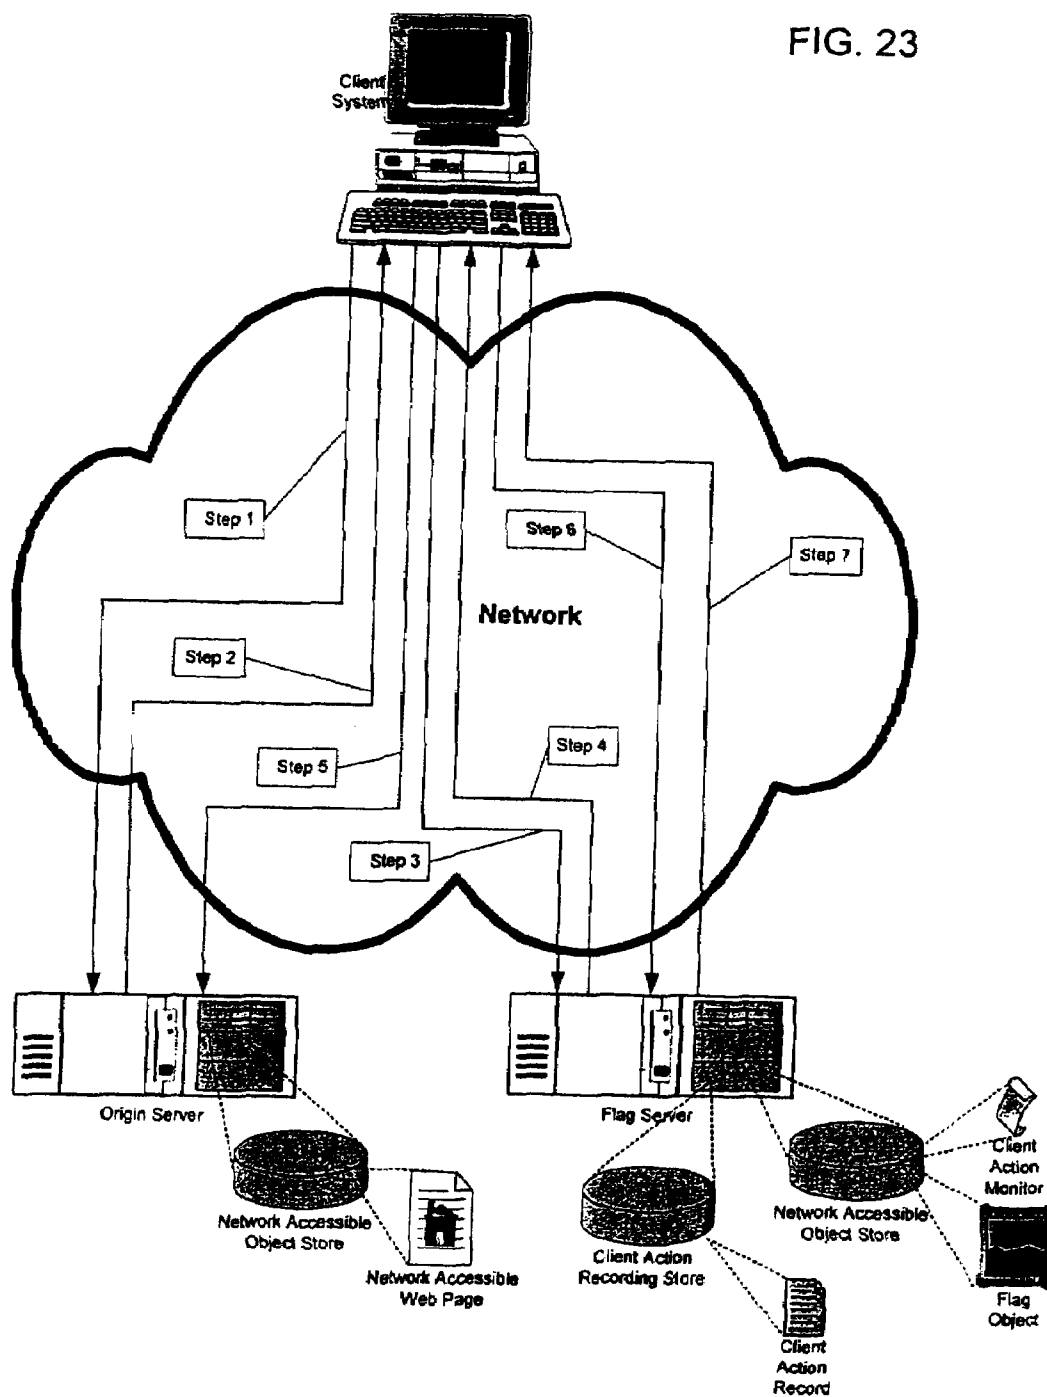 FIG. 23
Client
System
Step 1
Step 6
Step 7
Network
Step 2
Step 4
Step 5
Step 3
Origin Server
Flag Server
Network Accessible
Object Store
Network Accessible
Web Page
Client Action
Recording Store
Client
Action
Record
Network Accessible
Object Store
Client
Action
Monitor
Flag
Object